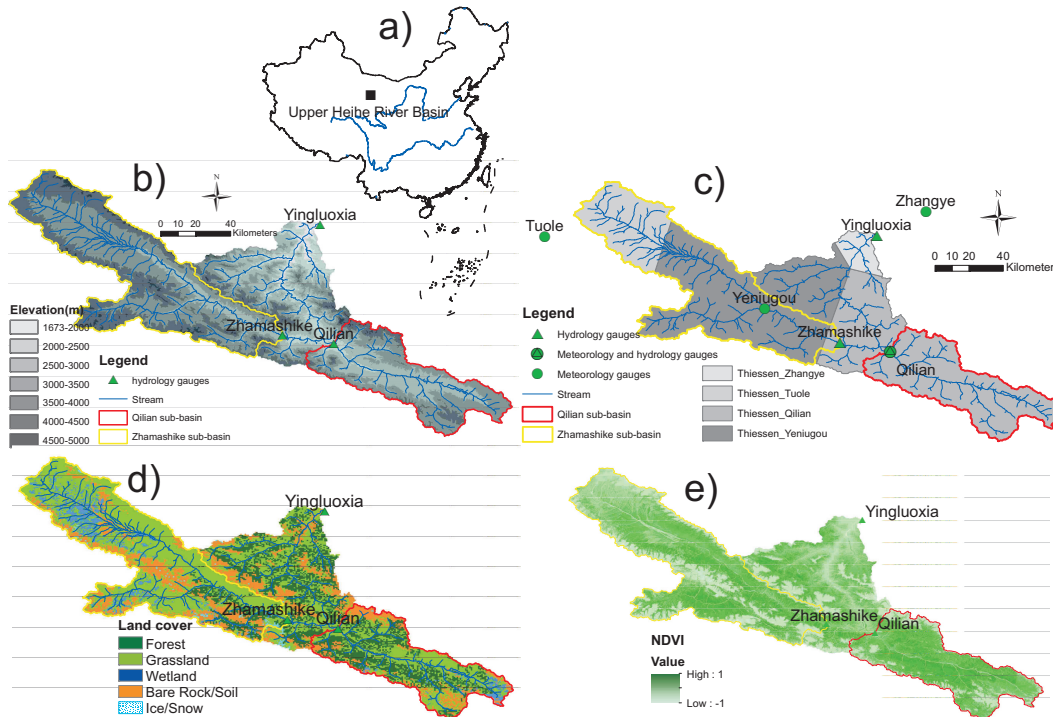 a)
Upper Heihe River Basin
b)
N
0 10 20 40
Kilometers
Yingluoxia
Zhamashike
Qilian
Elevation(m)
1673-2000
2000-2500
2500-3000
3000-3500
3500-4000
4000-4500
4500-5000
Legend
hydrology gauges
Stream
Qilian sub-basin
Zhamashike sub-basin
c)
Tuole
Zhangye
N
Yingluoxia
0 10 20 40
Kilometer
Yeniugou
Zhamashike
Qilian
Legend
Hydrology gauges
Meteorology and hydrology gauges
Meteorology gauges
Stream
Qilian sub-basin
Zhamashike sub-basin
Thiessen_Zhangye
Thiessen_Tuole
Thiessen_Qilian
Thiessen_Yeniugou
d)
Yingluoxia
Zhamashike
Qilian
Land cover
Forest
Grassland
Wetland
Bare Rock/Soil
Ice/Snow
e)
Yingluoxia
Zhamashike
Qilian
NDVI
Value
High : 1
Low : -1